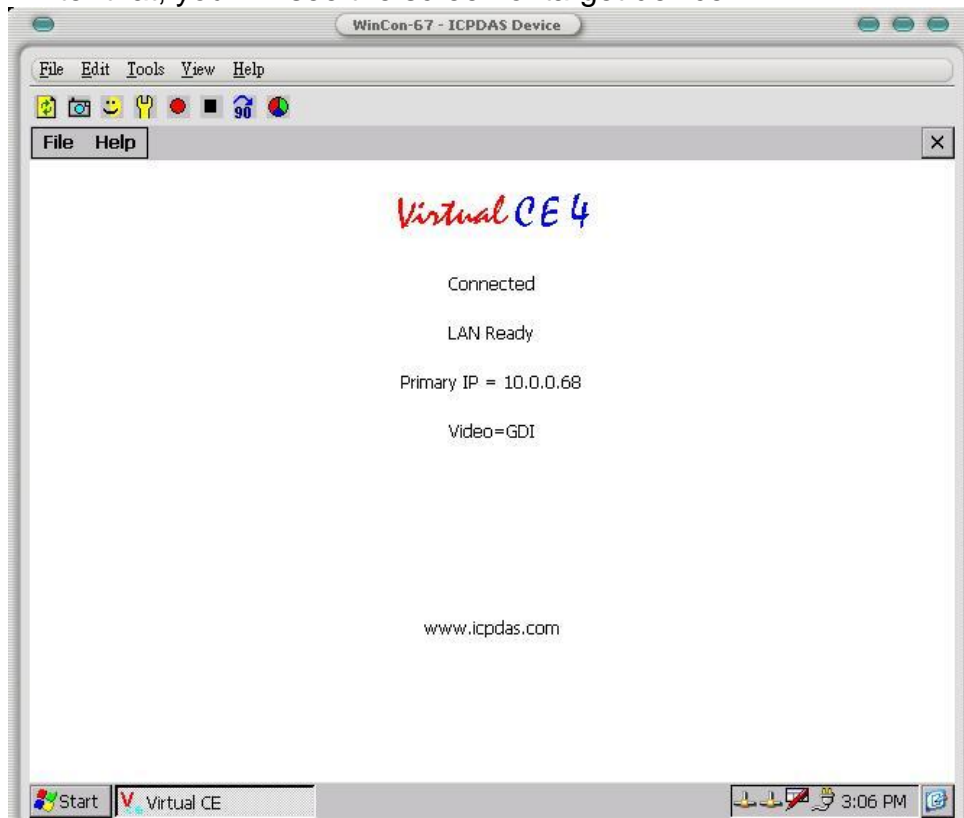 WinCon-67 - ICPDAS Device
File Edit Tools View Help
90
File Help
Virtual CE 4
Connected
LAN Ready
Primary IP = 10.0.0.68
Video=GDI
www.icpdas.com
Start Virtual CE 3:06 PM